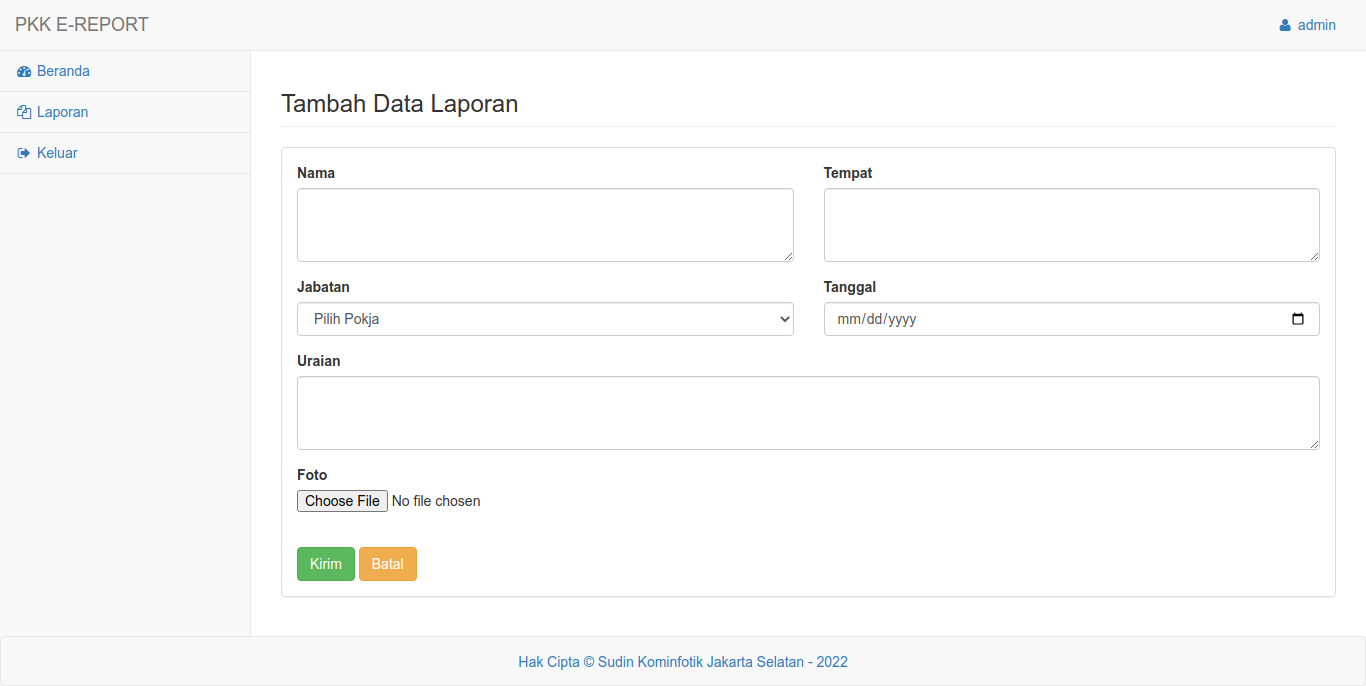 PKK E-REPORT
admin
Beranda
Laporan
Keluar
Tambah Data Laporan
Nama
Tempat
Jabatan
Tanggal
Pilih Pokja
mm/dd/yyyy
Uraian
Foto
Choose File No file chosen
Kirim
Batal
Hak Cipta © Sudin Kominfotik Jakarta Selatan - 2022